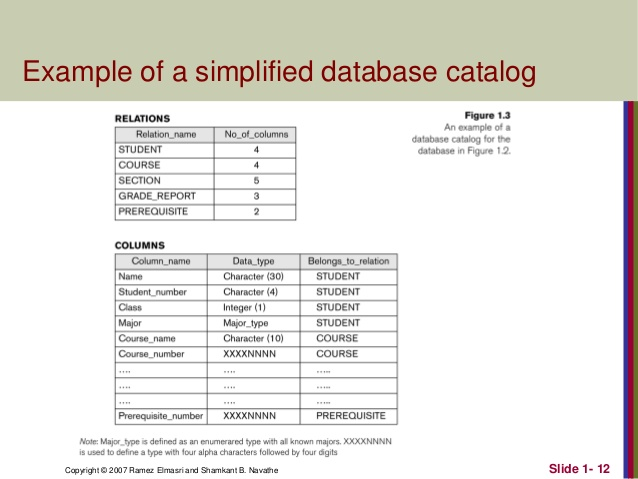 Example of a simplified database catalog
RELATIONS
Relation_name No_of_columns
STUDENT 4
COURSE 4
SECTION 5
GRADE_REPORT 3
PREREQUISITE 2
Figure 1.3
An example of a
database catalog for the
database in Figure 1.2.
COLUMNS
Column_name Data_type Belongs_to_relation
Name Character (30) STUDENT
Student_number Character (4) STUDENT
Class Integer (1) STUDENT
Major Major_type STUDENT
Course_name Character (10) COURSE
Course_number XXXXNNNN COURSE
.... .... .....
.... .... .....
.... .... .....
Prerequisite_number XXXXNNNN PREREQUISITE
Note: Major_type is defined as an enumerared type with all known majors. XXXXNNNN
is used to define a type with four alpha characters followed by four digits
Copyright © 2007 Ramez Elmasri and Shamkant B. Navathe
Slide 1- 12